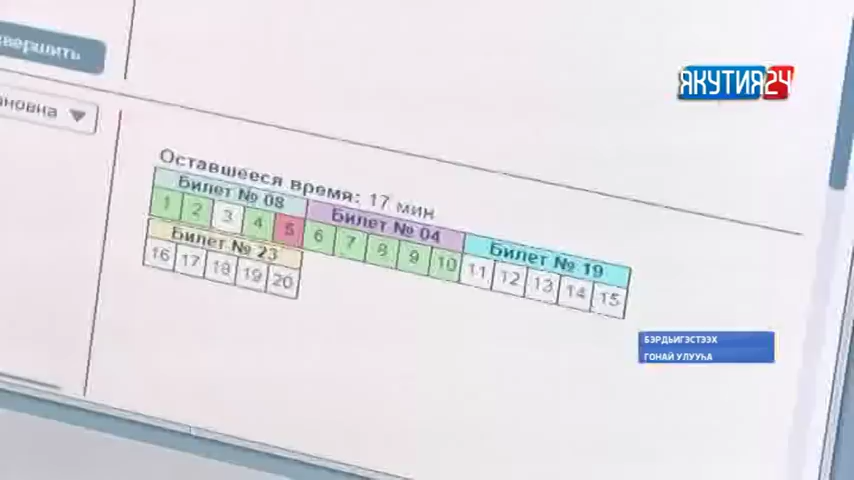 ЯКУТИЯ24
Оставшееся время: 17 мин
Билет № 08
Билет № 04
Билет № 19
1 2 3 4 5 6 7 8 9 10 11 12 13 14 15
Билет № 23
16 17 18 19 20
БЭРДЬИГЭСТЭЭХ
ГОНАЙ УЛУУҺА